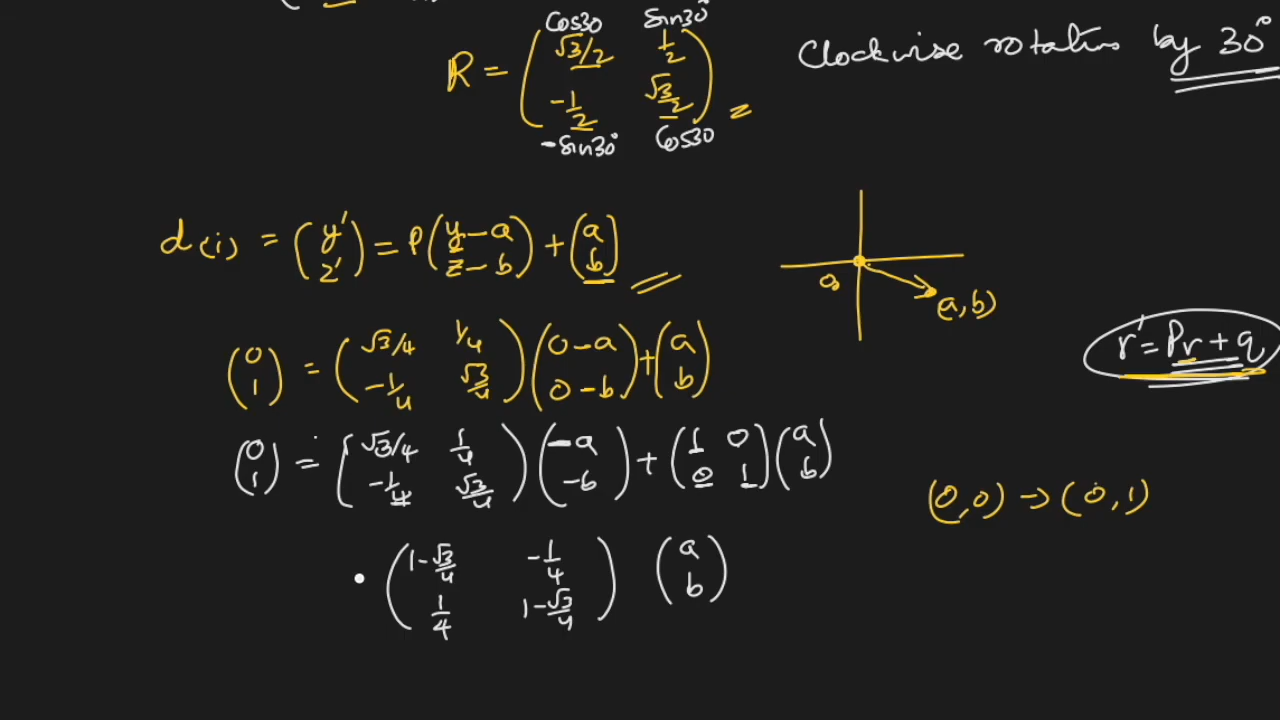 cos30 sin30°
R = ( √3/2 1/2
-1/2 √3/2 )
-sin30° cos30
Clockwise rotation by 30°
d(i) = (y' z') = P(y-a z-b) + (a b)
o
(a,b)
r' = Pr + q
(0 1) = (√3/4 1/4 -1/4 √3/4)(0-a 0-b) + (a b)
(0 1) = (√3/4 1/4 -1/4 √3/4)(-a -b) + (1 0 0 1)(a b)
(0,0) → (0,1)
(1-√3/4 -1/4 1/4 1-√3/4) (a b)